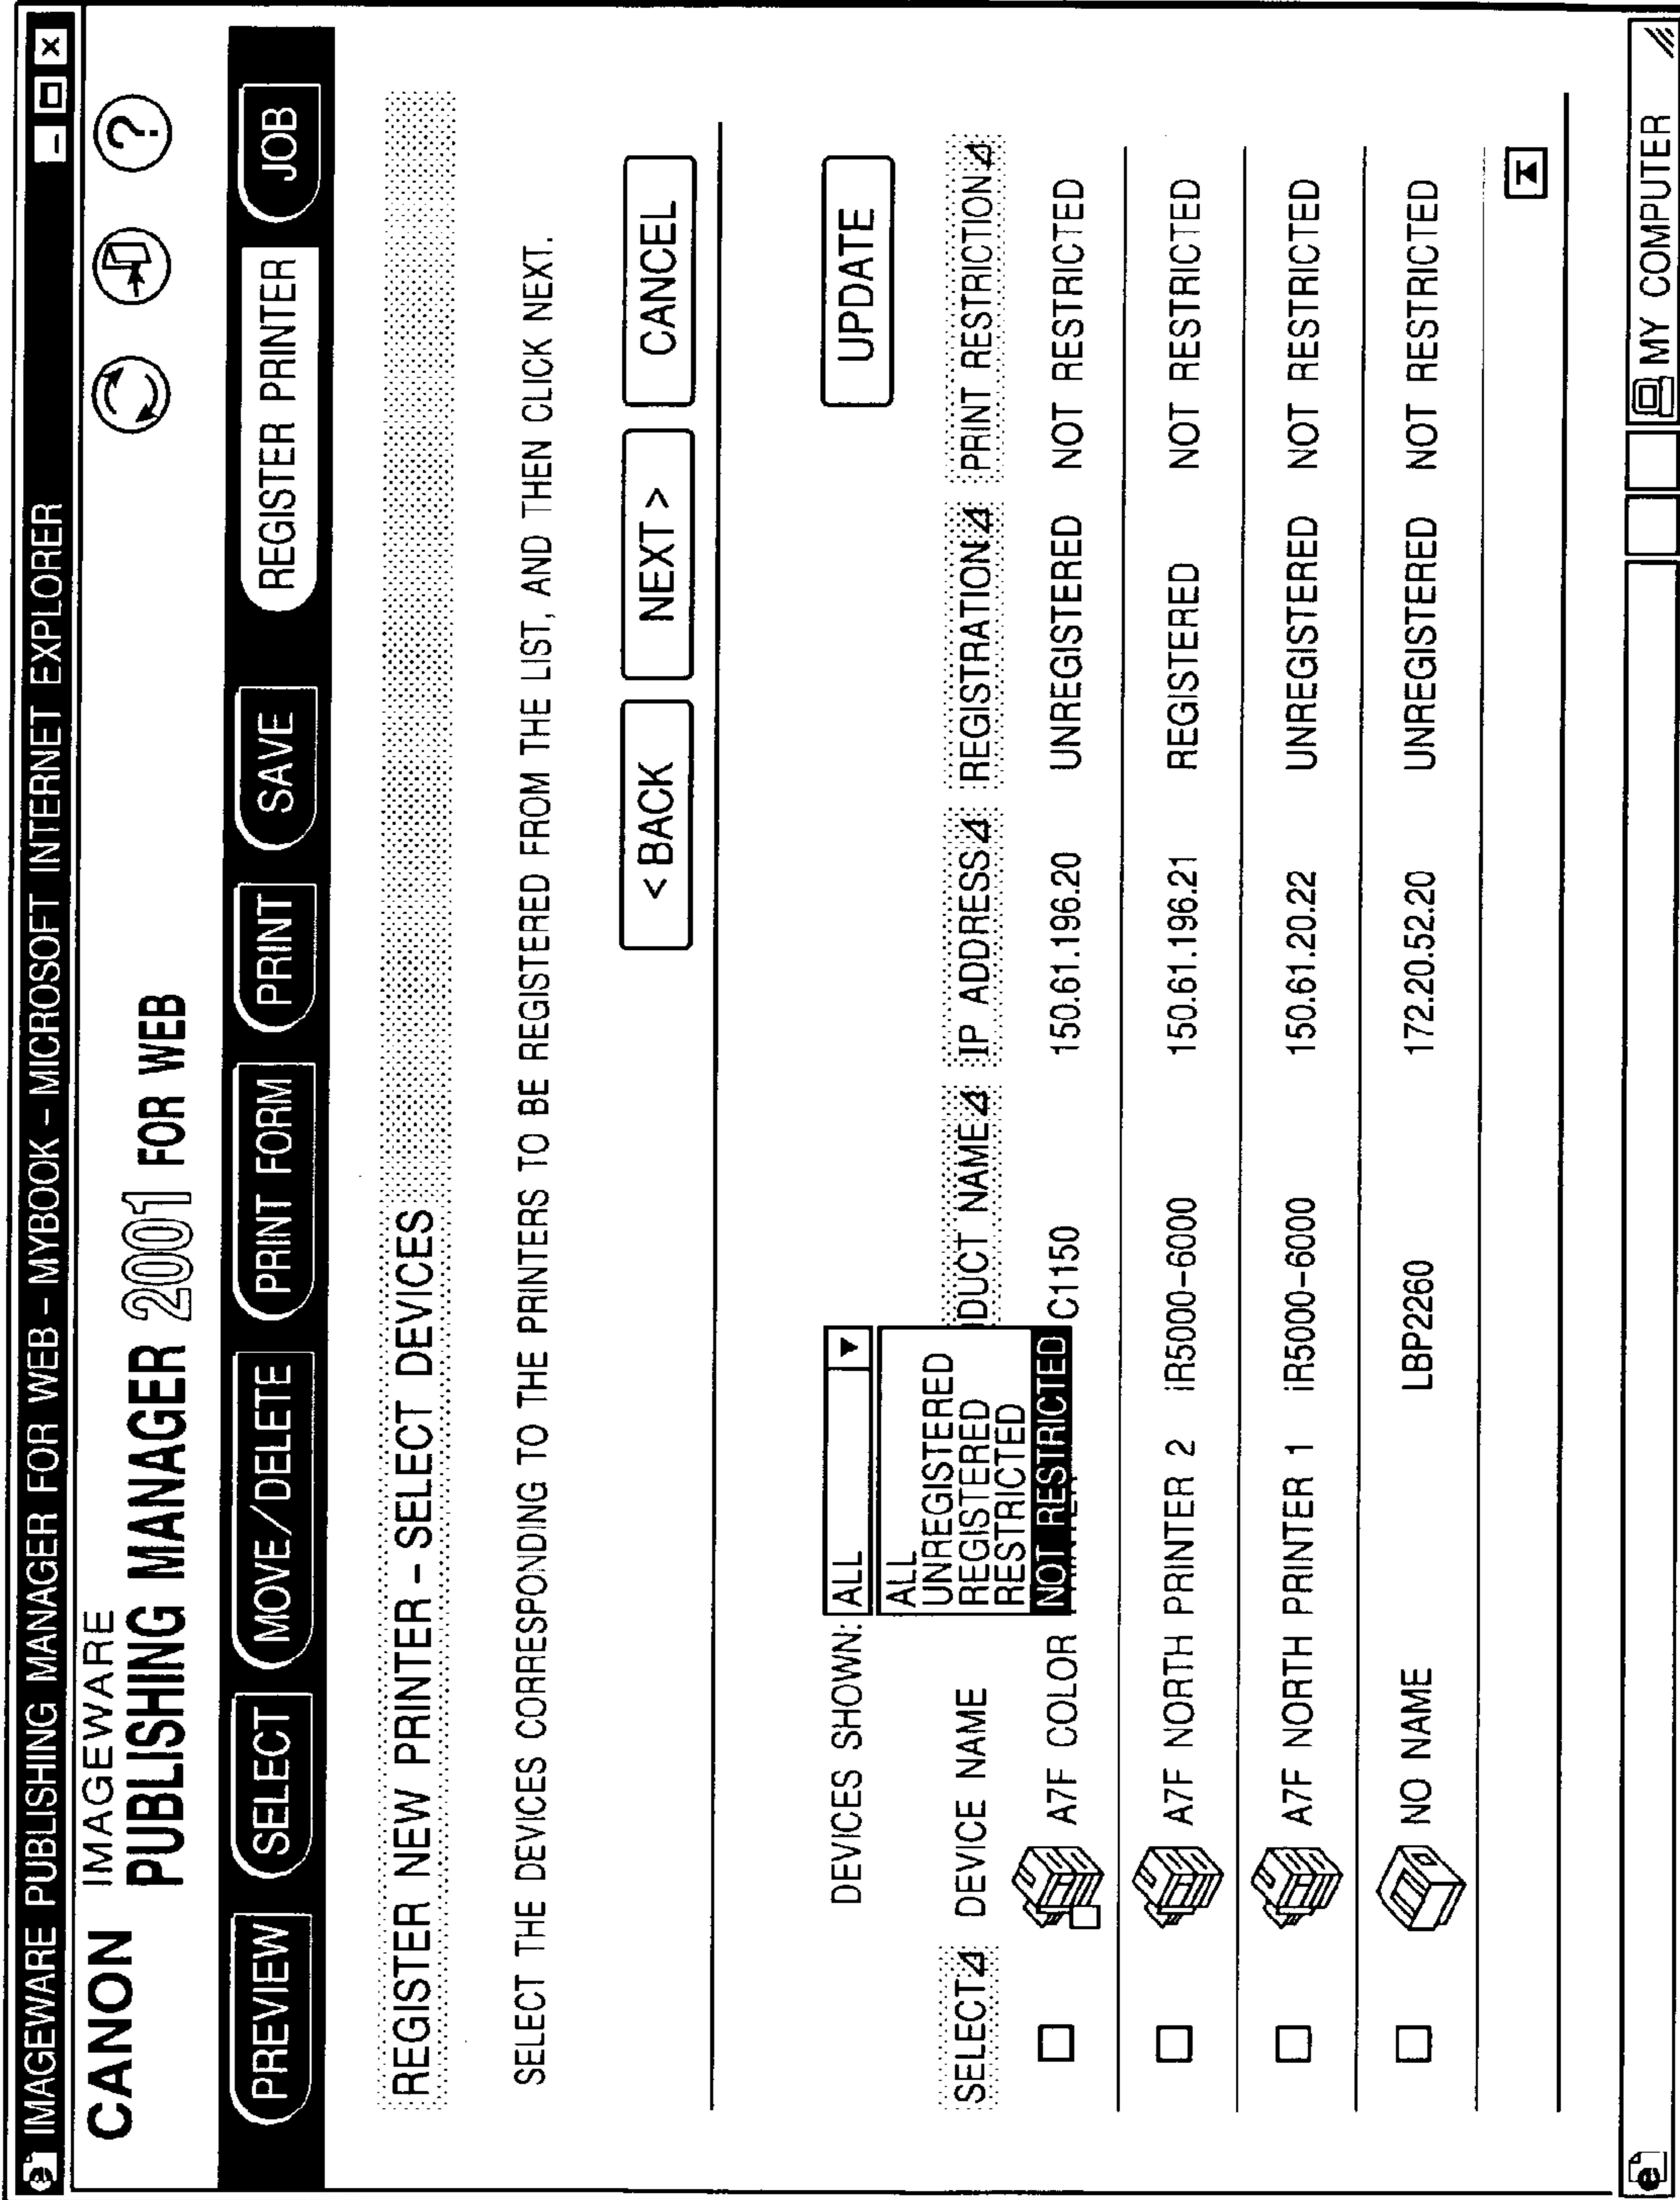 IMAGEWARE PUBLISHING MANAGER FOR WEB – MYBOOK – MICROSOFT INTERNET EXPLORER
CANON IMAGEWARE
PUBLISHING MANAGER 2001 FOR WEB
?
PREVIEW SELECT MOVE/DELETE PRINT FORM PRINT SAVE REGISTER PRINTER JOB
REGISTER NEW PRINTER – SELECT DEVICES
SELECT THE DEVICES CORRESPONDING TO THE PRINTERS TO BE REGISTERED FROM THE LIST, AND THEN CLICK NEXT.
< BACK NEXT > CANCEL
DEVICES SHOWN: ALL UPDATE
ALL
UNREGISTERED
REGISTERED
RESTRICTED
NOT RESTRICTED
SELECT DEVICE NAME DUCT NAME IP ADDRESS REGISTRATION PRINT RESTRICTION
A7F COLOR C1150 150.61.196.20 UNREGISTERED NOT RESTRICTED
A7F NORTH PRINTER 2 iR5000-6000 150.61.196.21 REGISTERED NOT RESTRICTED
A7F NORTH PRINTER 1 iR5000-6000 150.61.20.22 UNREGISTERED NOT RESTRICTED
NO NAME LBP2260 172.20.52.20 UNREGISTERED NOT RESTRICTED
MY COMPUTER